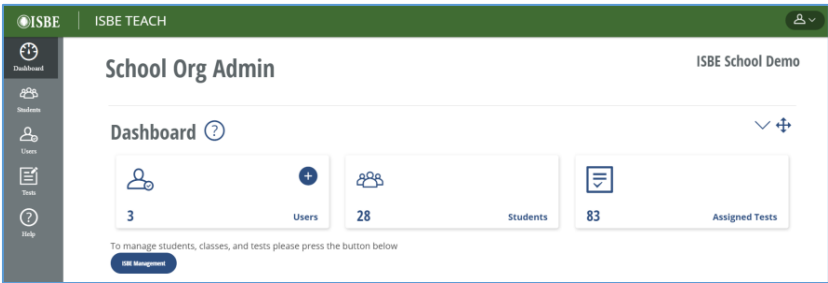 ISBE
ISBE TEACH
Dashboard
Students
Users
Tests
Help
School Org Admin
ISBE School Demo
Dashboard ?
3 Users
28 Students
83 Assigned Tests
To manage students, classes, and tests please press the button below
ISBE Management